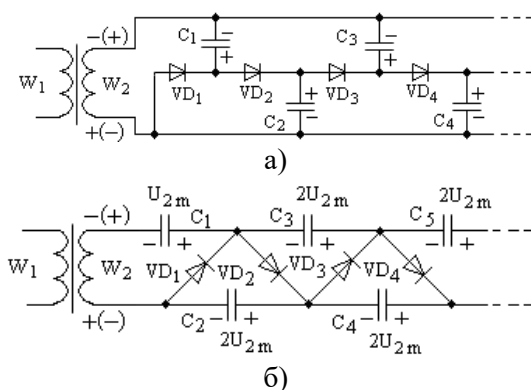 −(+)
W₁
W₂
+(−)
C₁
−
+
C₃
−
+
VD₁
VD₂
VD₃
VD₄
C₂
+
−
C₄
+
−
а)
U₂ₘ
2U₂ₘ
2U₂ₘ
−(+)
C₁
C₃
C₅
− +
− +
− +
W₁
W₂
VD₁
VD₂
VD₃
VD₄
+(−)
C₂
− +
C₄
− +
2U₂ₘ
2U₂ₘ
б)